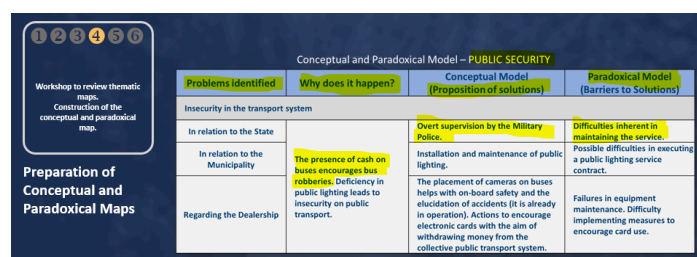 1 2 3 4 5 6
Workshop to review thematic
maps.
Construction of the
conceptual and paradoxical
map.
Preparation of
Conceptual and
Paradoxical Maps
Conceptual and Paradoxical Model – PUBLIC SECURITY
Problems identified
Why does it happen?
Conceptual Model
(Proposition of solutions)
Paradoxical Model
(Barriers to Solutions)
Insecurity in the transport system
In relation to the State
The presence of cash on
buses encourages bus
robberies. Deficiency in
public lighting leads to
insecurity on public
transport.
Overt supervision by the Military
Police.
Difficulties inherent in
maintaining the service.
In relation to the
Municipality
Installation and maintenance of public
lighting.
Possible difficulties in executing
a public lighting service
contract.
Regarding the Dealership
The placement of cameras on buses
helps with on-board safety and the
elucidation of accidents (it is already
in operation). Actions to encourage
electronic cards with the aim of
withdrawing money from the
collective public transport system.
Failures in equipment
maintenance. Difficulty
implementing measures to
encourage card use.